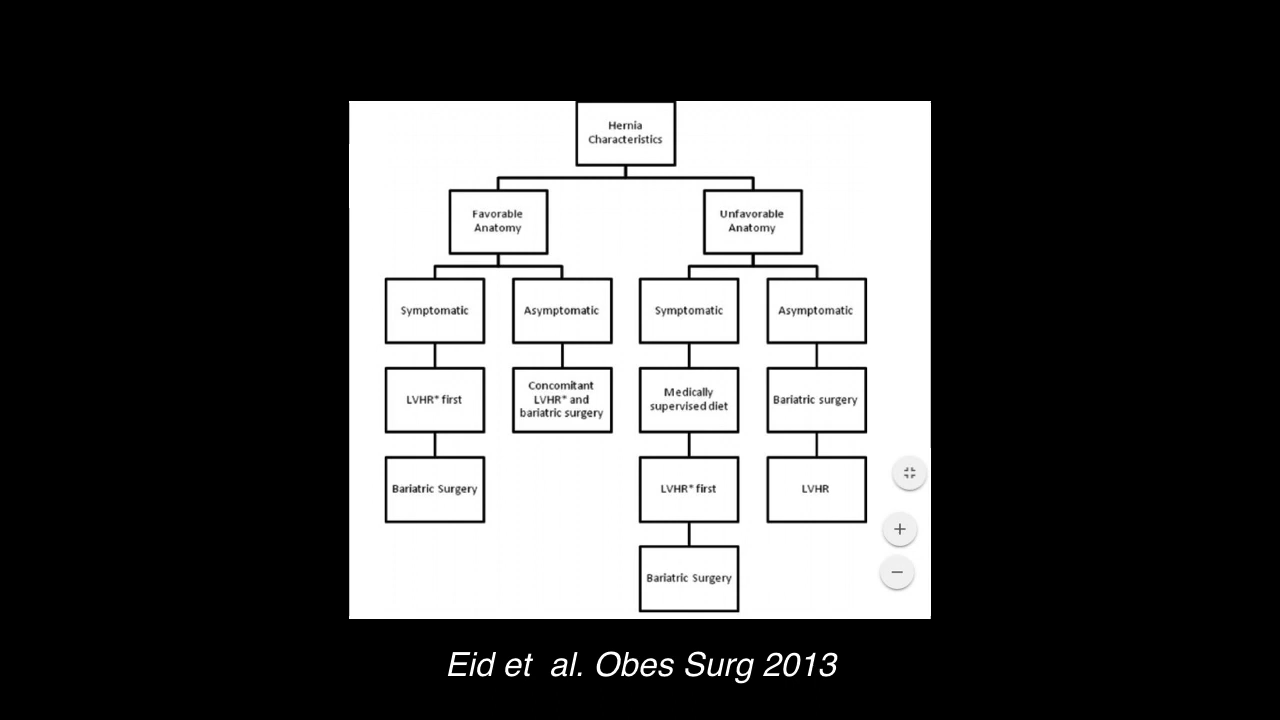 Hernia
Characteristics
Favorable
Anatomy
Unfavorable
Anatomy
Symptomatic
Asymptomatic
Symptomatic
Asymptomatic
LVHR* first
Concomitant
LVHR* and
bariatric surgery
Medically
supervised diet
Bariatric surgery
Bariatric Surgery
LVHR* first
LVHR
Bariatric Surgery
Eid et al. Obes Surg 2013